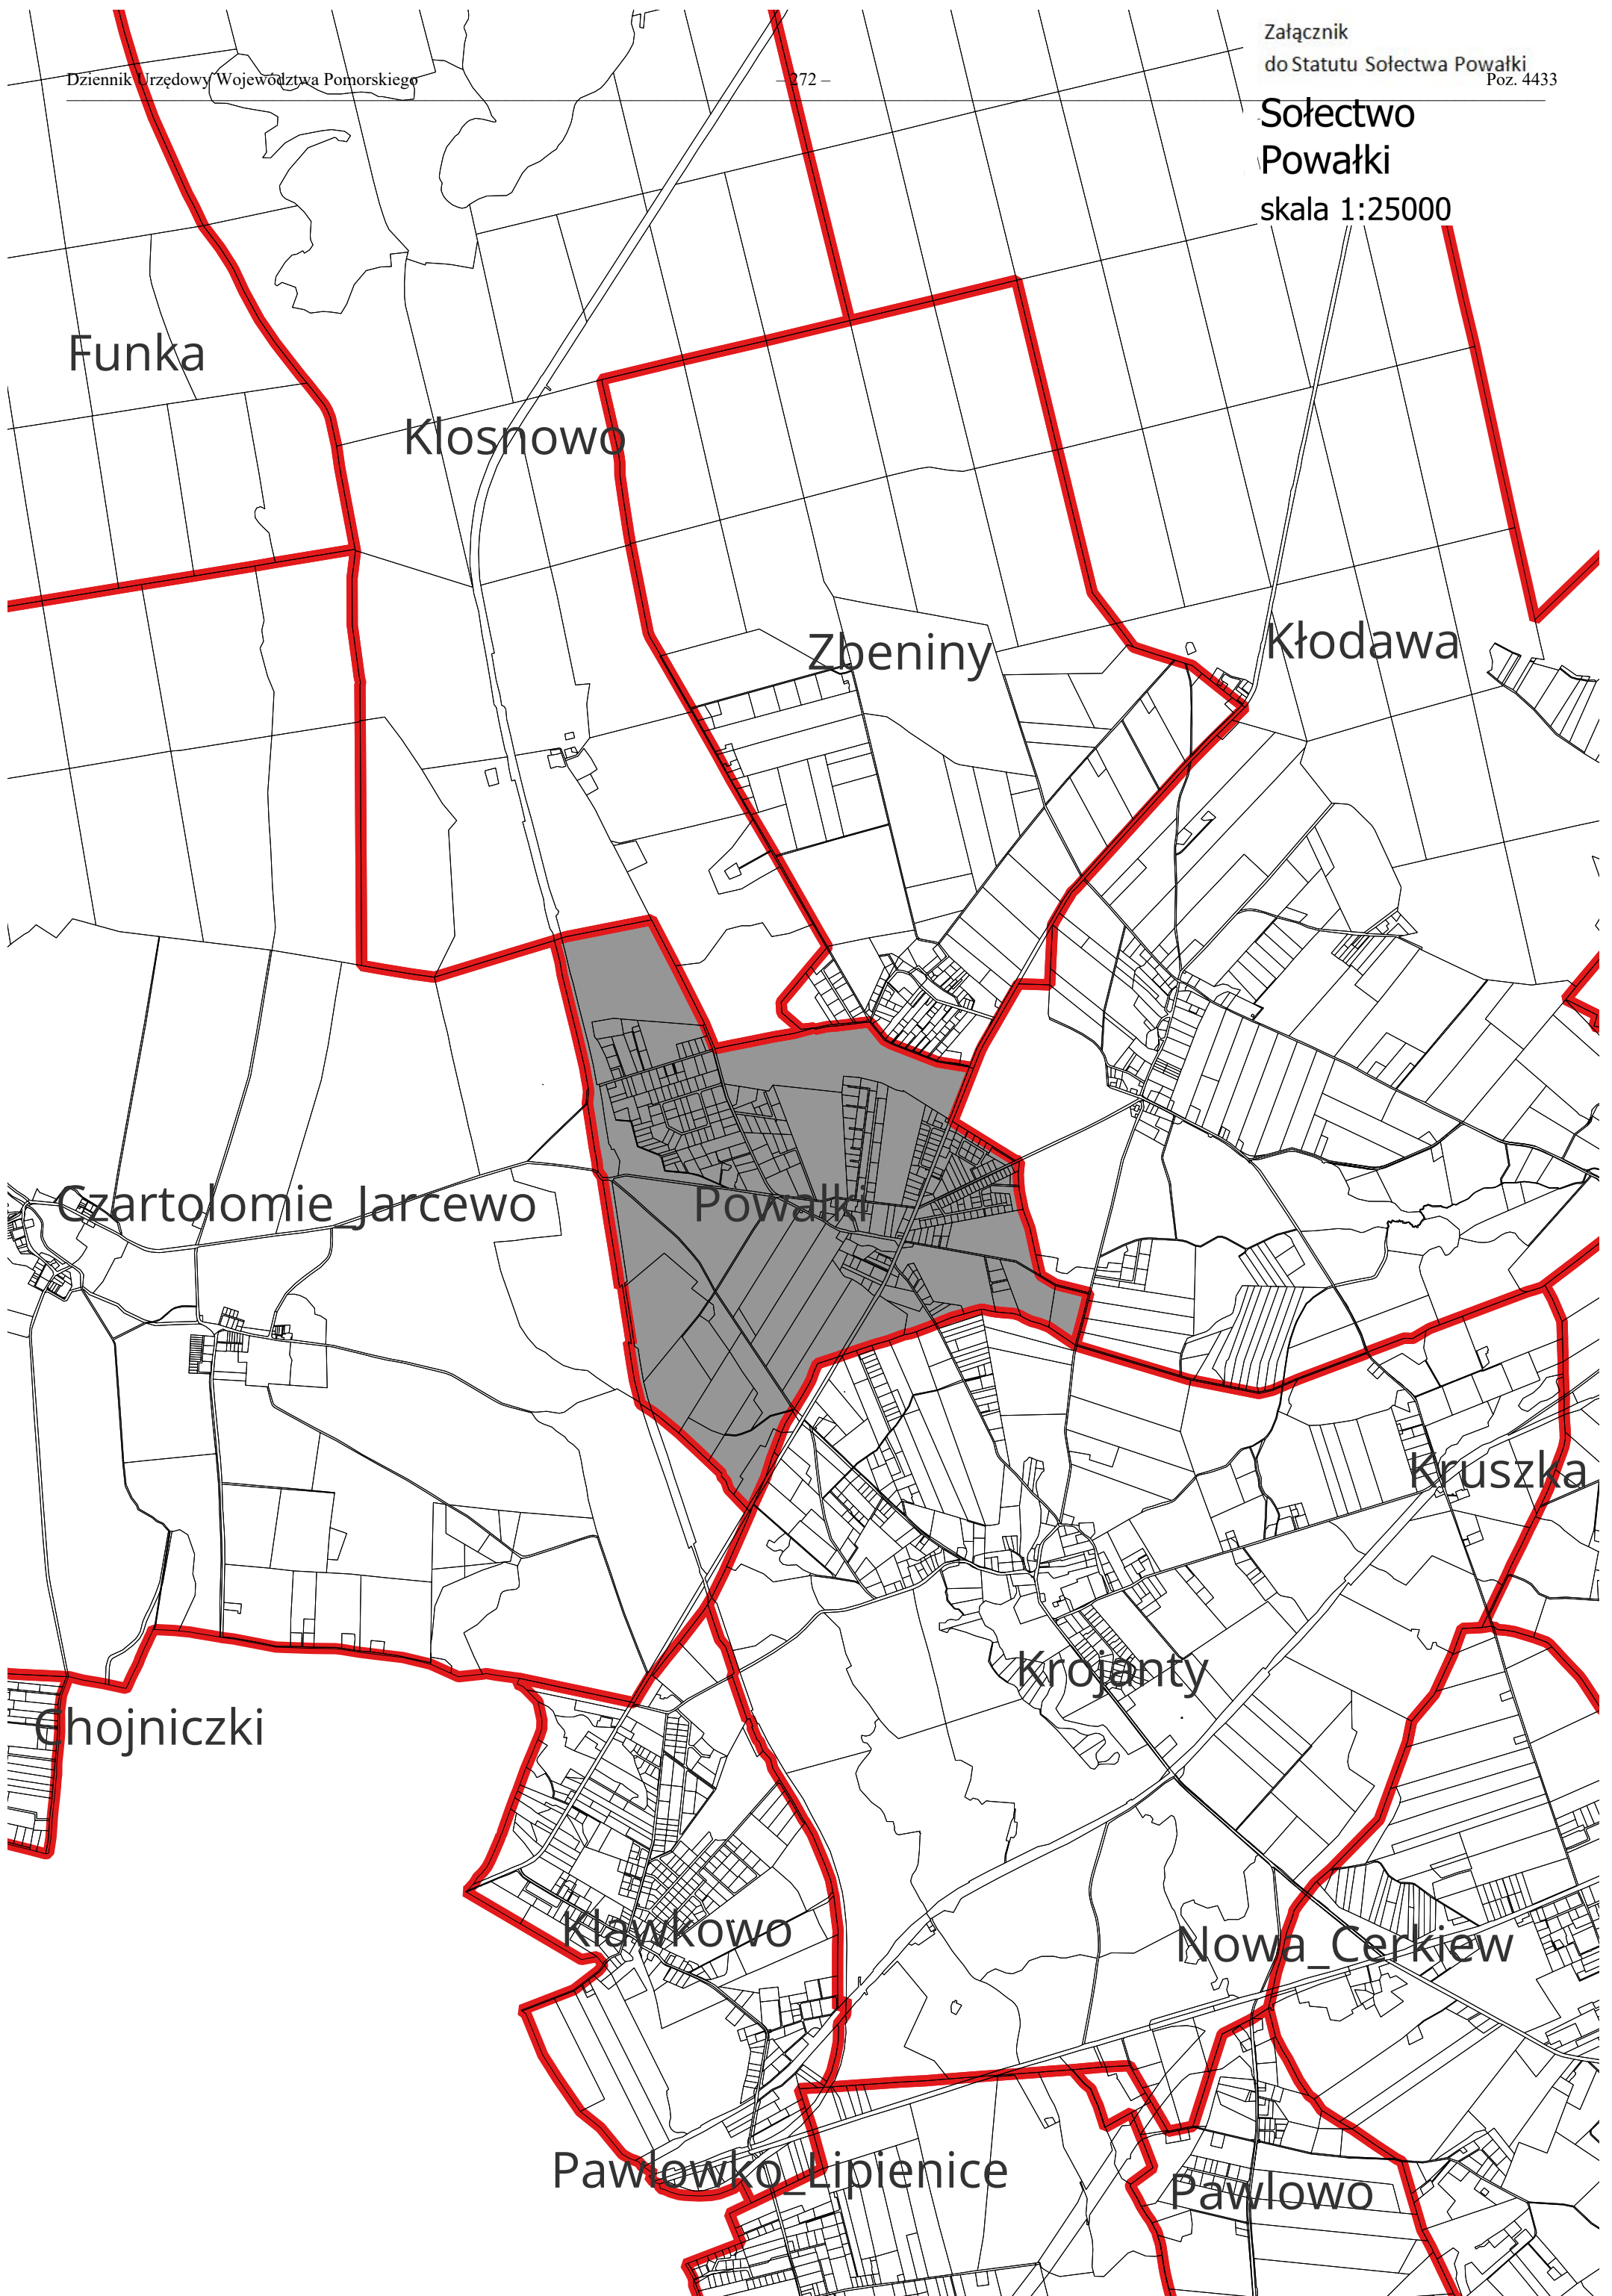 Załącznik
do Statutu Sołectwa Powałki
Dziennik Urzędowy Województwa Pomorskiego – 272 – Poz. 4433
Sołectwo
Powałki
skala 1:25000
Funka
Klosnowo
Zbeniny
Kłodawa
Czartolomie_Jarcewo
Powalki
Kruszka
Krojanty
Chojniczki
Klawkowo
Nowa_Cerkiew
Pawlowko_Lipienice
Pawlowo